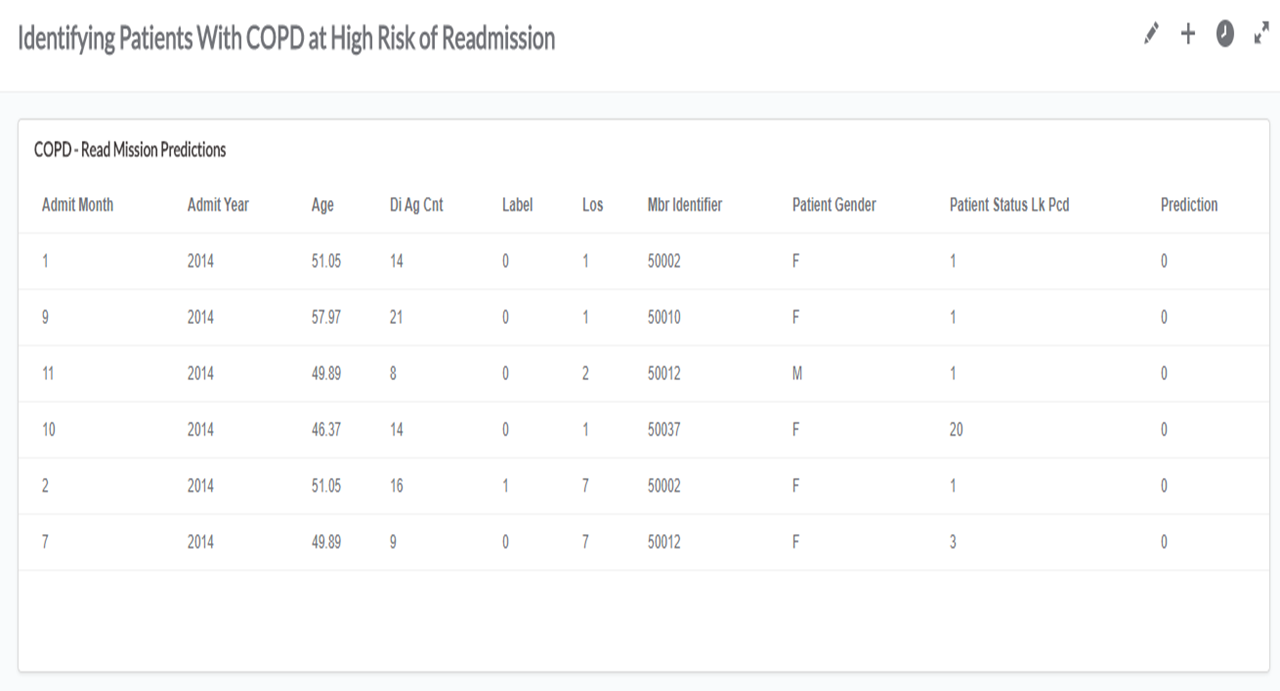 Identifying Patients With COPD at High Risk of Readmission
COPD - Read Mission Predictions
Admit Month Admit Year Age Di Ag Cnt Label Los Mbr Identifier Patient Gender Patient Status Lk Pcd Prediction
1 2014 51.05 14 0 1 50002 F 1 0
9 2014 57.97 21 0 1 50010 F 1 0
11 2014 49.89 8 0 2 50012 M 1 0
10 2014 46.37 14 0 1 50037 F 20 0
2 2014 51.05 16 1 7 50002 F 1 0
7 2014 49.89 9 0 7 50012 F 3 0